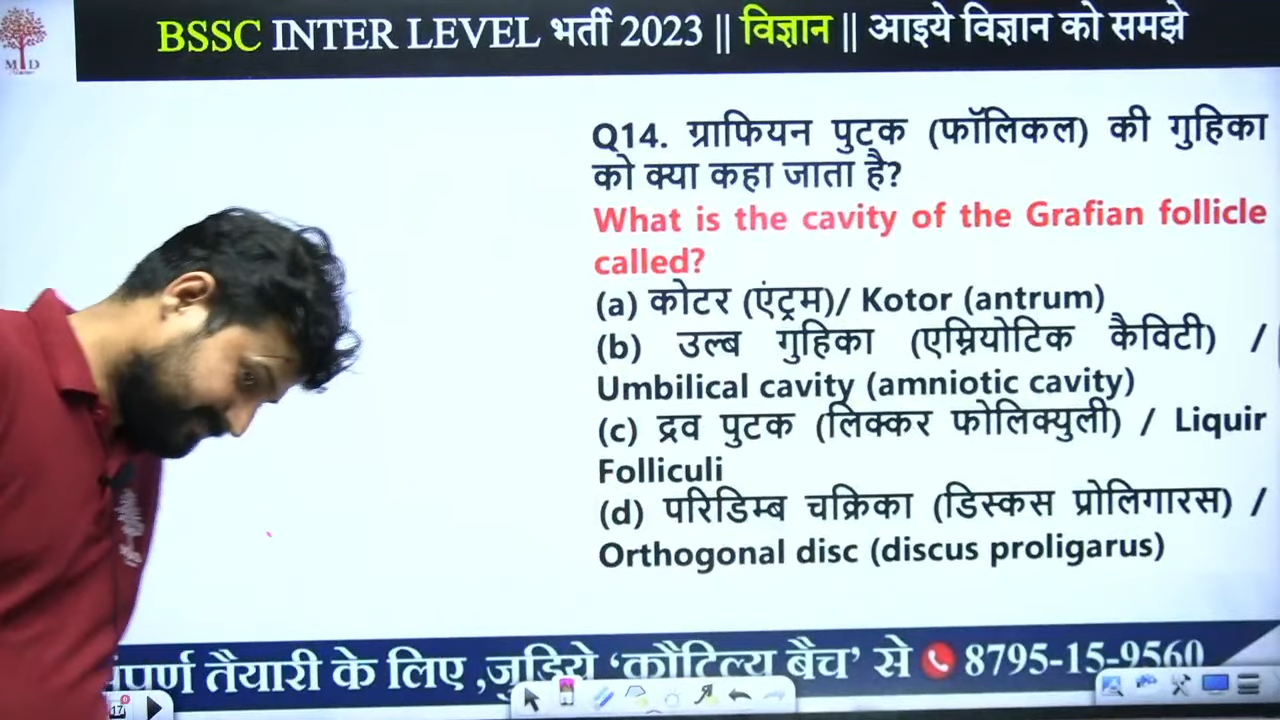 BSSC INTER LEVEL भर्ती 2023 || विज्ञान || आइये विज्ञान को समझे
Q14. ग्राफियन पुटक (फॉलिकल) की गुहिका
को क्या कहा जाता है?
What is the cavity of the Grafian follicle
called?
(a) कोटर (एंट्रम)/ Kotor (antrum)
(b) उल्ब गुहिका (एम्नियोटिक कैविटी) /
Umbilical cavity (amniotic cavity)
(c) द्रव पुटक (लिक्कर फोलिक्युली) / Liquir
Folliculi
(d) परिडिम्ब चक्रिका (डिस्कस प्रोलिगारस) /
Orthogonal disc (discus proligarus)
तैयारी के लिए ,जुडिये ‘कौटिल्य बैच’ से 8795-15-9560
17